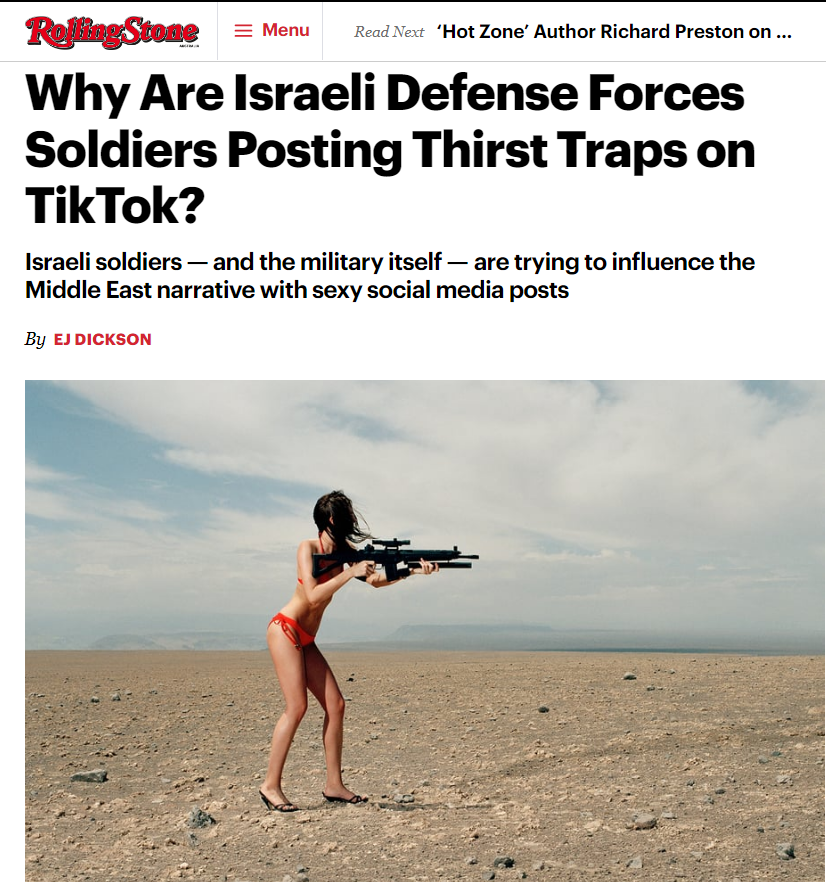 RollingStone
AUSTRALIA
Menu
Read Next ‘Hot Zone’ Author Richard Preston on ...
Why Are Israeli Defense Forces
Soldiers Posting Thirst Traps on
TikTok?
Israeli soldiers — and the military itself — are trying to influence the
Middle East narrative with sexy social media posts
By EJ DICKSON